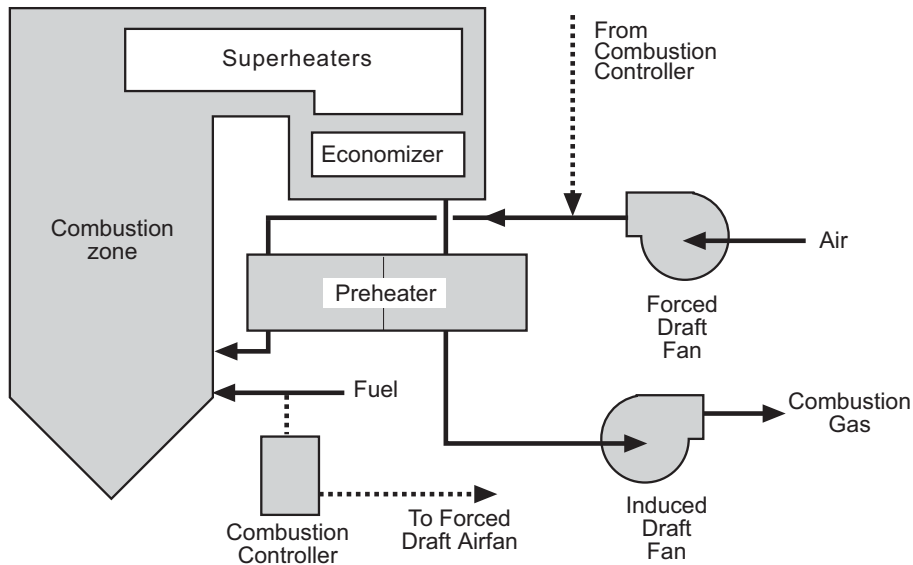 Superheaters
Economizer
Combustion
zone
From
Combustion
Controller
Air
Forced
Draft
Fan
Preheater
Fuel
Combustion
Gas
Combustion
Controller
To Forced
Draft Airfan
Induced
Draft
Fan